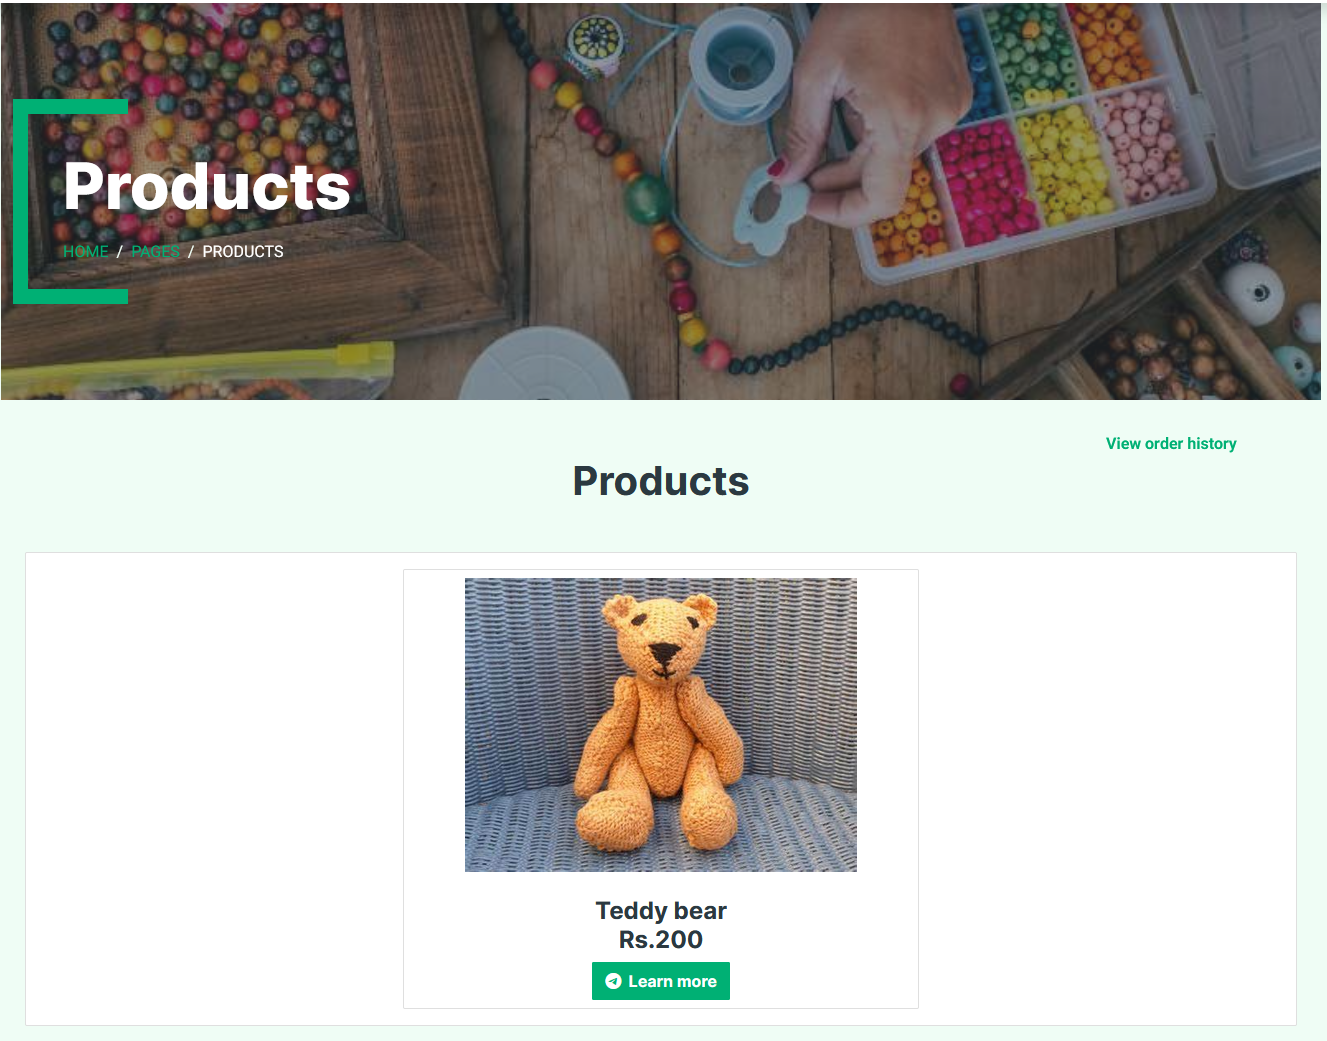 Products
HOME / PAGES / PRODUCTS
View order history
Products
Teddy bear
Rs.200
Learn more